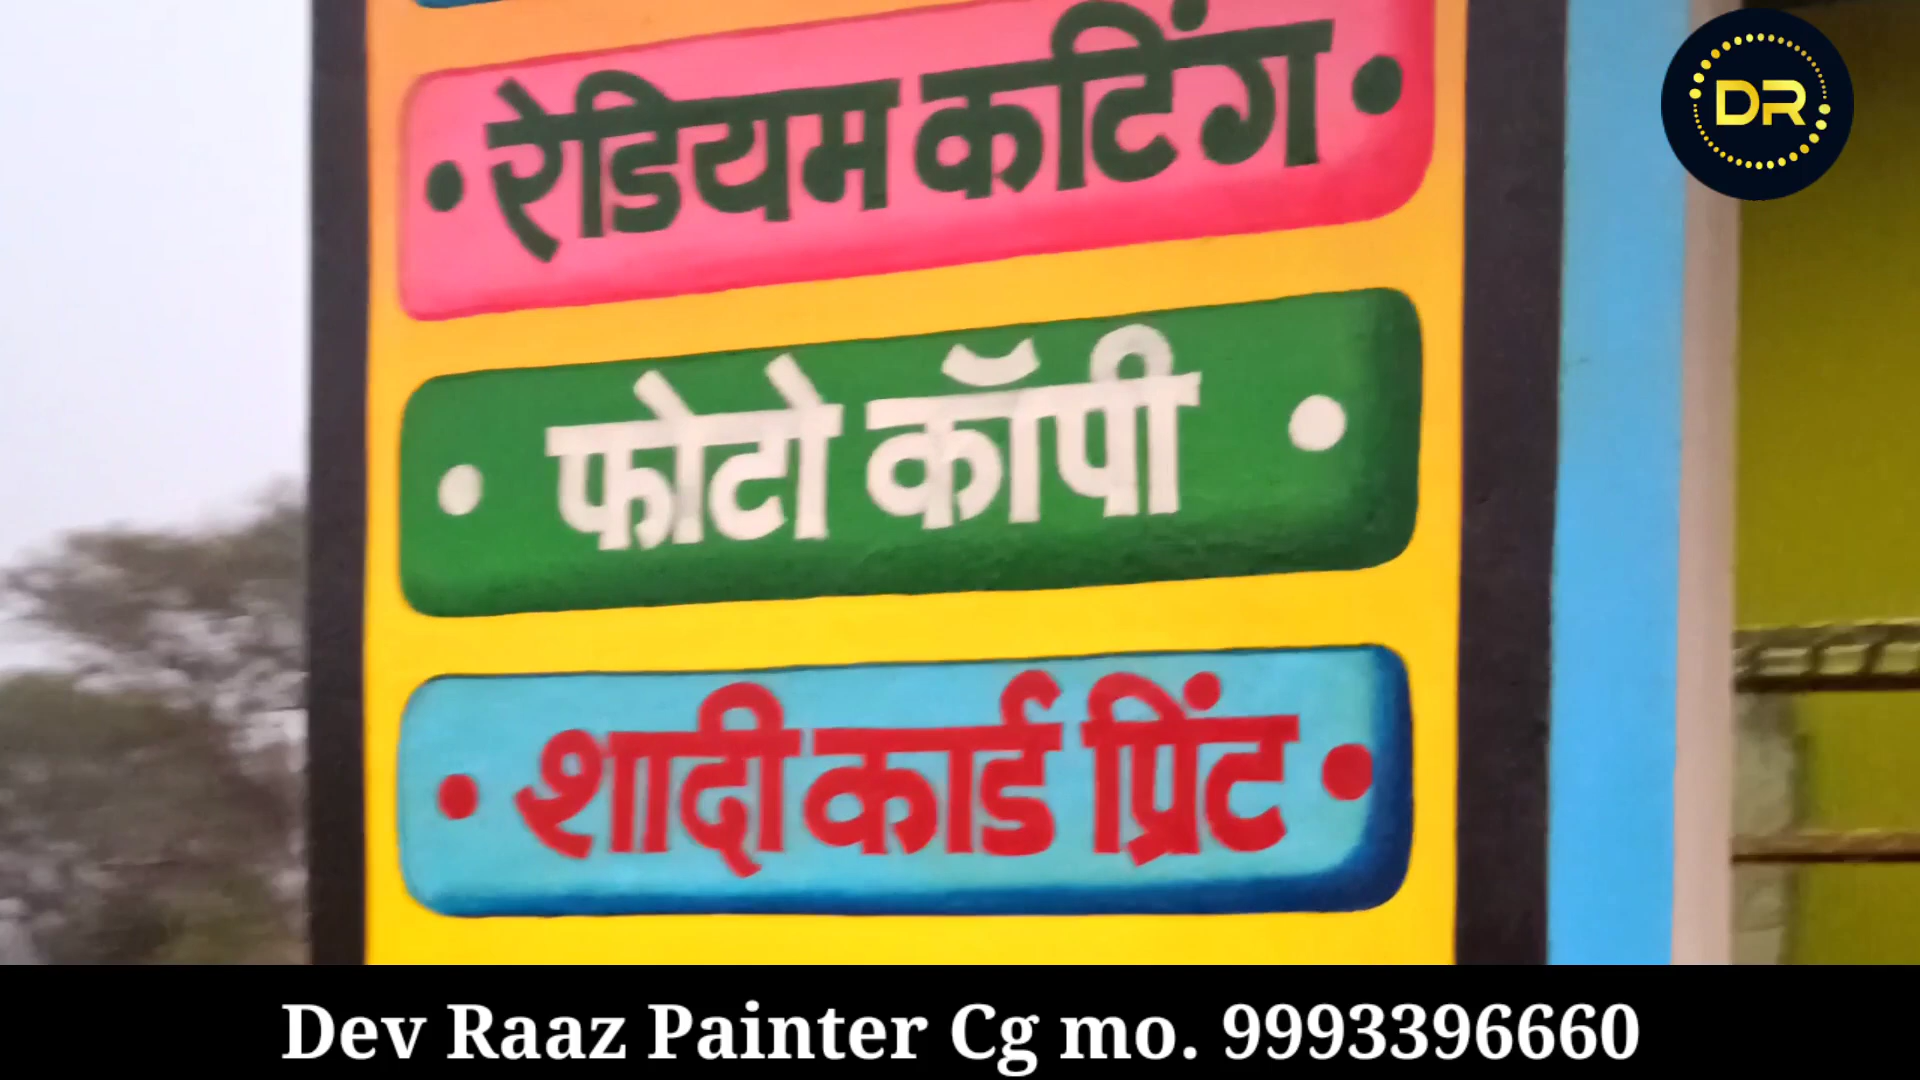 DR
• रेडियम कटिंग •
• फोटो कॉपी •
• शादी कार्ड प्रिंट •
Dev Raaz Painter Cg mo. 9993396660